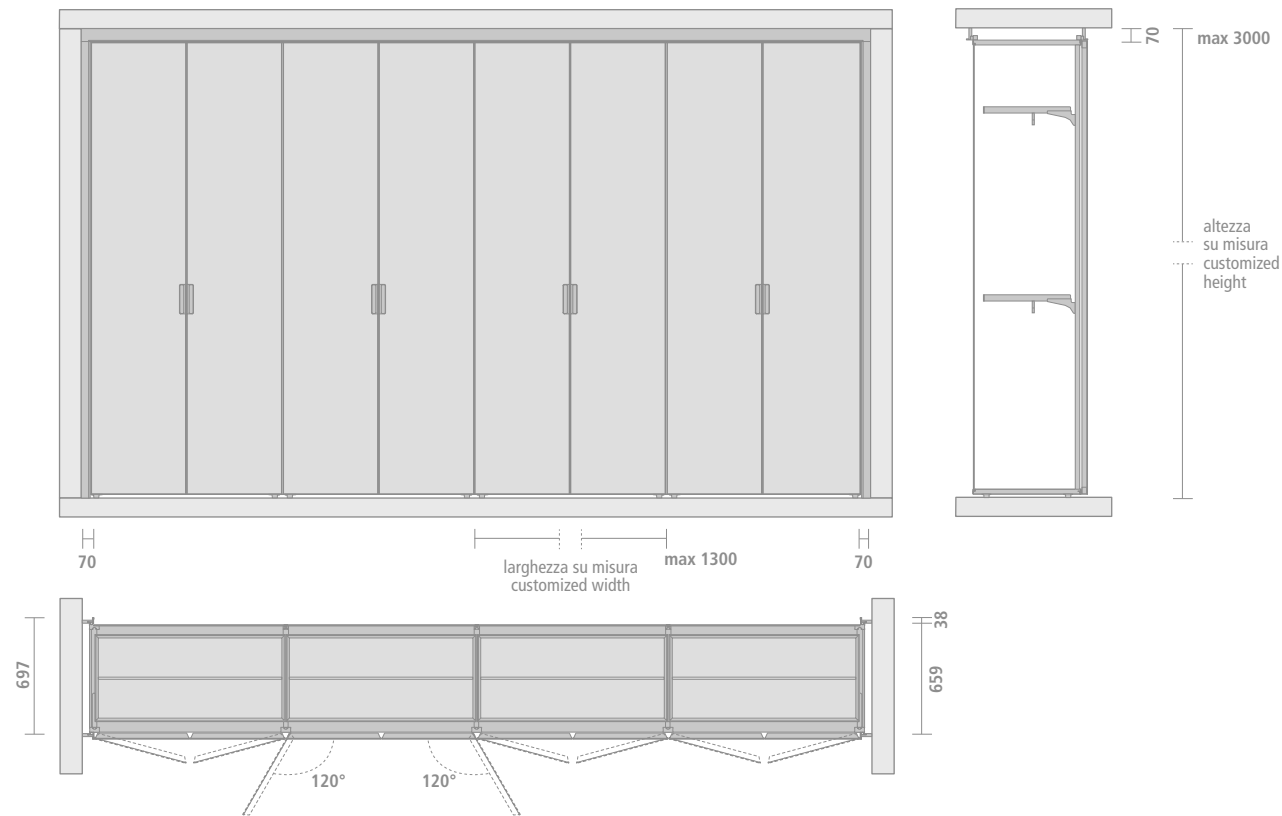 70
max 3000
altezza
su misura
customized
height
70
larghezza su misura
customized width
max 1300
70
697
38
659
120°
120°